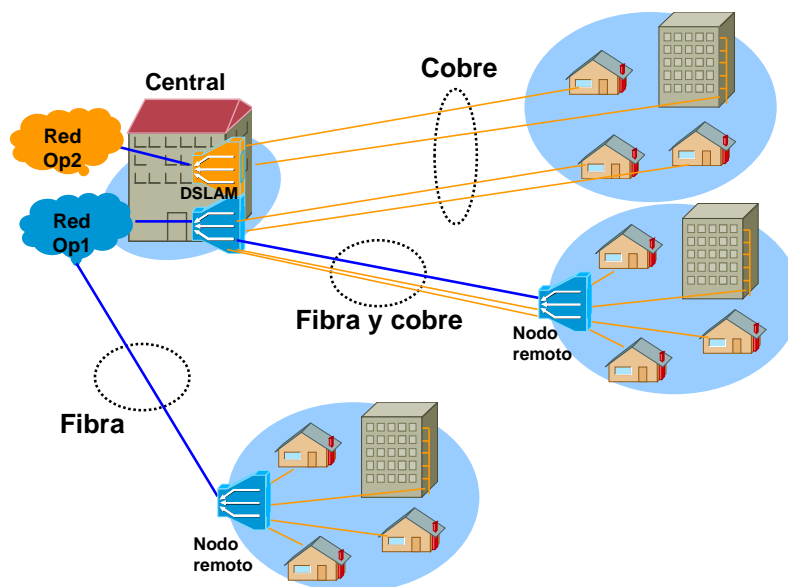 Central
Cobre
Red
Op2
DSLAM
Red
Op1
Fibra y cobre
Nodo
remoto
Fibra
Nodo
remoto